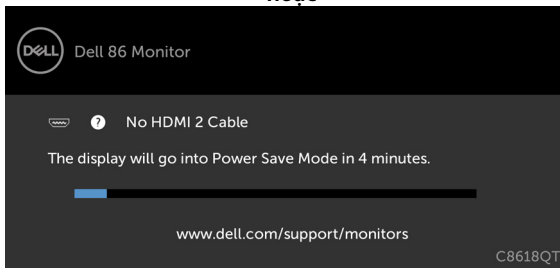 hoặc
DELL
Dell 86 Monitor
? No HDMI 2 Cable
The display will go into Power Save Mode in 4 minutes.
www.dell.com/support/monitors
C8618QT